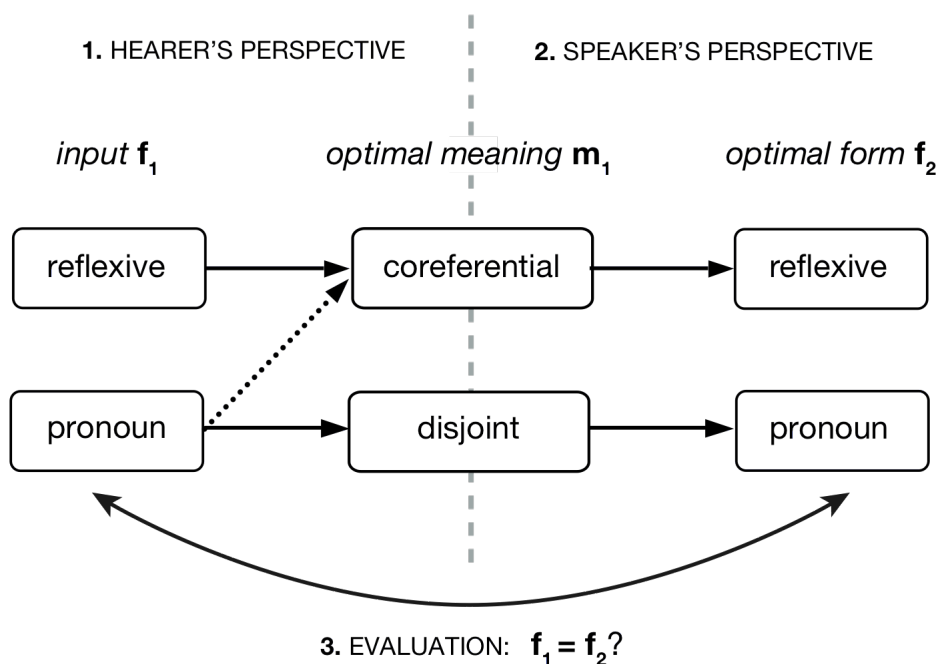 1. HEARER’S PERSPECTIVE
2. SPEAKER’S PERSPECTIVE
input f₁
optimal meaning m₁
optimal form f₂
reflexive
coreferential
reflexive
pronoun
disjoint
pronoun
3. EVALUATION: f₁ = f₂?